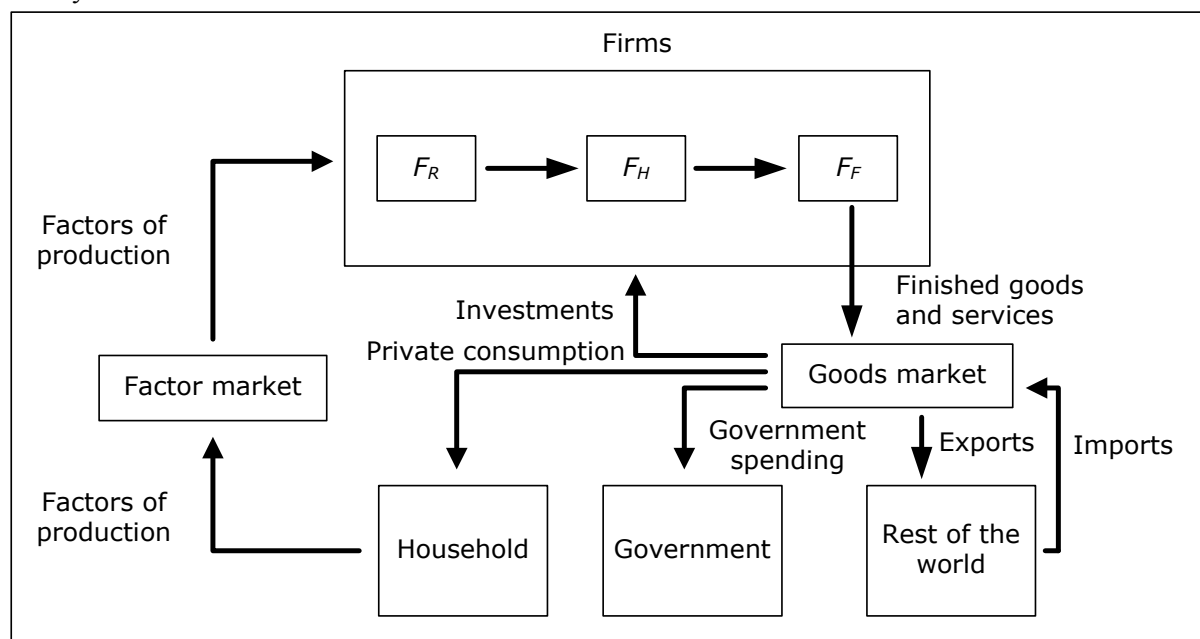 Firms
F_R
F_H
F_F
Factors of
production
Investments
Finished goods
and services
Private consumption
Factor market
Goods market
Government
spending
Exports
Imports
Factors of
production
Household
Government
Rest of the
world